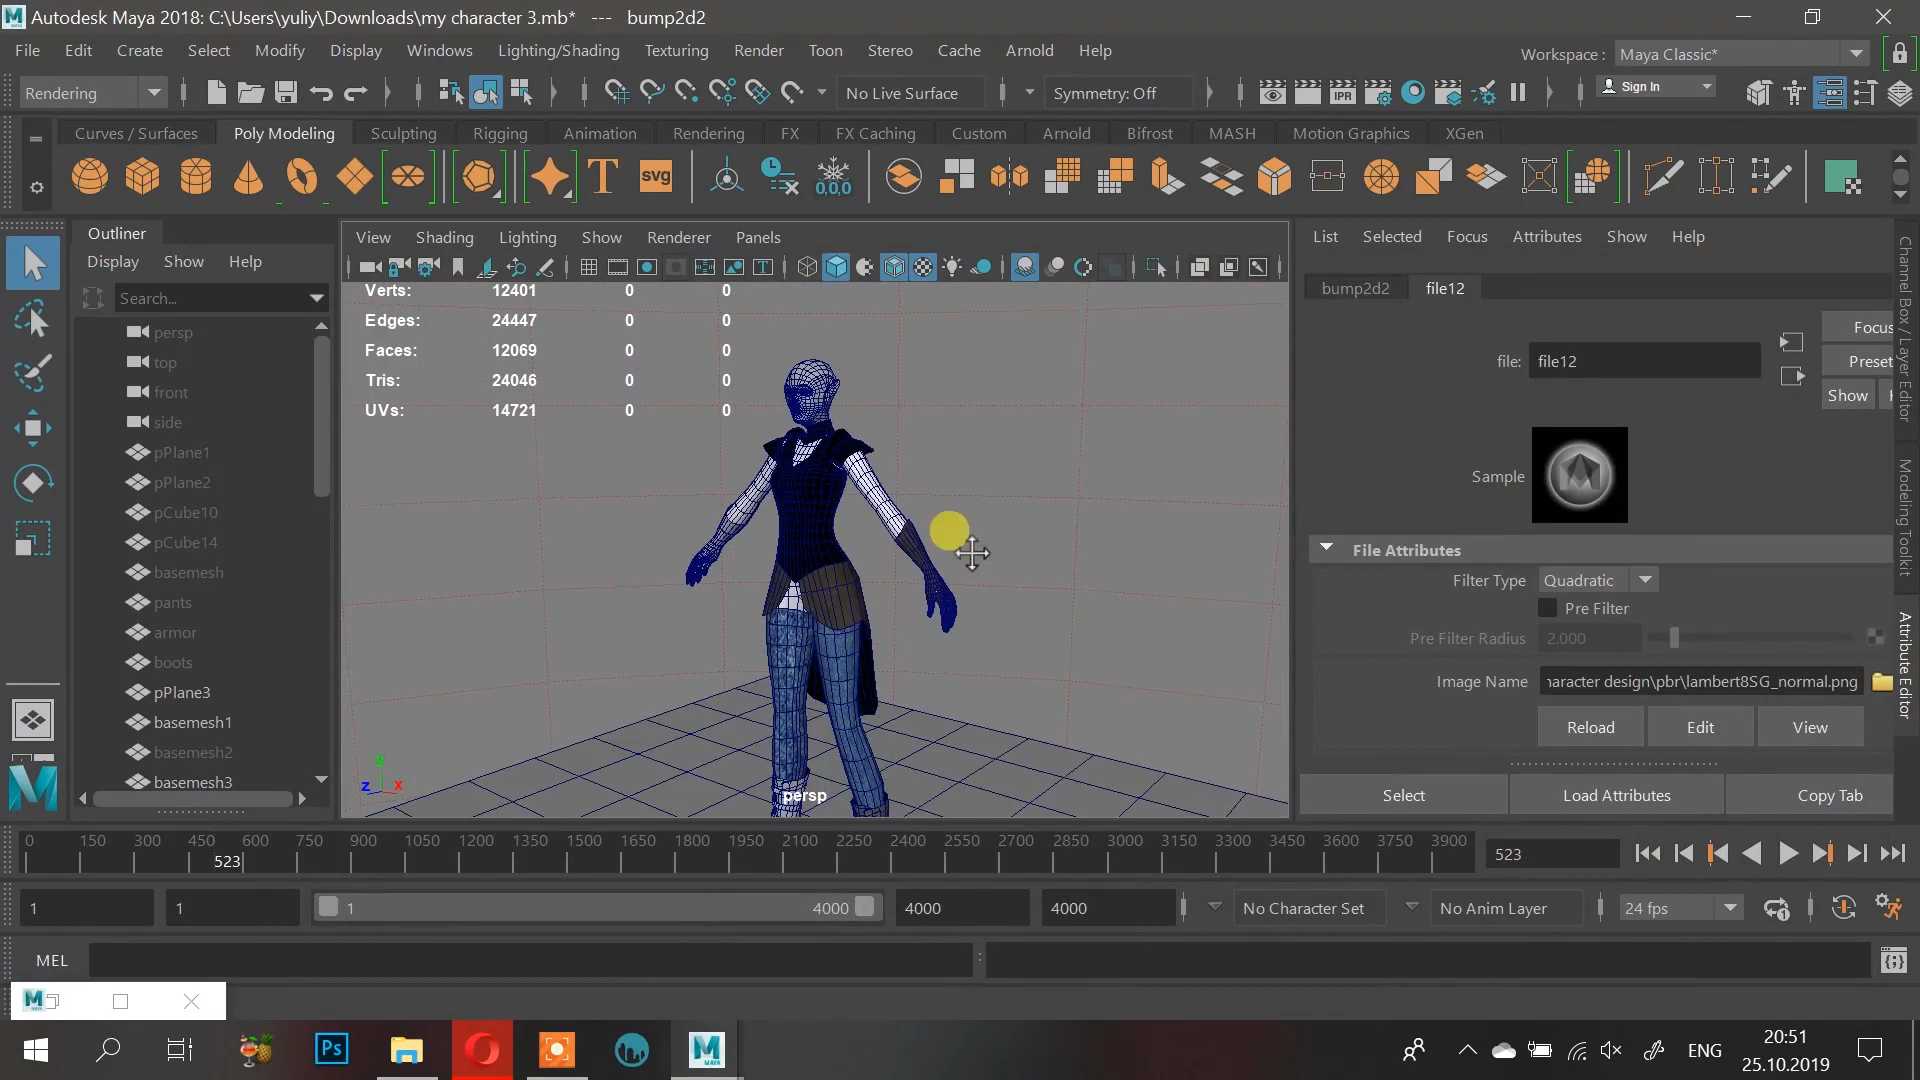 Autodesk Maya 2018: C:\Users\yuliy\Downloads\my character 3.mb*   ---   bump2d2
File Edit Create Select Modify Display Windows Lighting/Shading Texturing Render Toon Stereo Cache Arnold Help
Workspace : Maya Classic*
Rendering No Live Surface Symmetry: Off IPR Sign In
Curves / Surfaces Poly Modeling Sculpting Rigging Animation Rendering FX FX Caching Custom Arnold Bifrost MASH Motion Graphics XGen
T svg 0,0,0
Outliner
Display Show Help
Search...
persp
top
front
side
pPlane1
pPlane2
pCube10
pCube14
basemesh
pants
armor
boots
pPlane3
basemesh1
basemesh2
basemesh3
View Shading Lighting Show Renderer Panels
Verts: 12401 0 0
Edges: 24447 0 0
Faces: 12069 0 0
Tris: 24046 0 0
UVs: 14721 0 0
y
z x
persp
List Selected Focus Attributes Show Help
bump2d2 file12
file: file12
Focus
Preset
Show
Sample
File Attributes
Filter Type Quadratic
Pre Filter
Pre Filter Radius 2.000
Image Name haracter design\pbr\lambert8SG_normal.png
Reload Edit View
Select Load Attributes Copy Tab
Channel Box / Layer Editor
Modeling Toolkit
Attribute Editor
0 150 300 450 600 750 900 1050 1200 1350 1500 1650 1800 1950 2100 2250 2400 2550 2700 2850 3000 3150 3300 3450 3600 3750 3900
523
523
1 1 1 4000 4000 4000 No Character Set No Anim Layer 24 fps
MEL
Ps
MAYA
ENG
20:51
25.10.2019